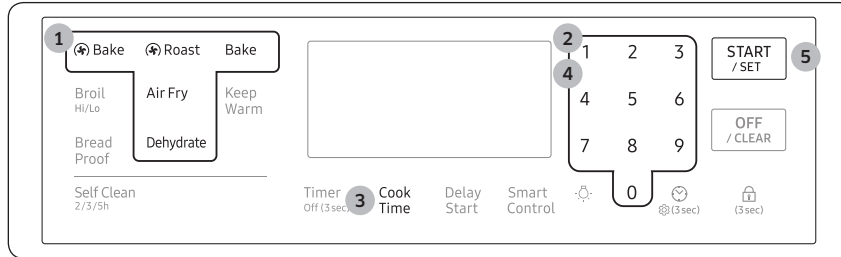 1
Bake Roast Bake
Broil
Hi/Lo
Air Fry
Keep
Warm
Bread
Proof
Dehydrate
Self Clean
2/3/5h
Timer
Off (3 sec)
3
Cook
Time
Delay
Start
Smart
Control
2
4
1 2 3
4 5 6
7 8 9
0
(3 sec)
(3 sec)
START
/ SET
5
OFF
/ CLEAR